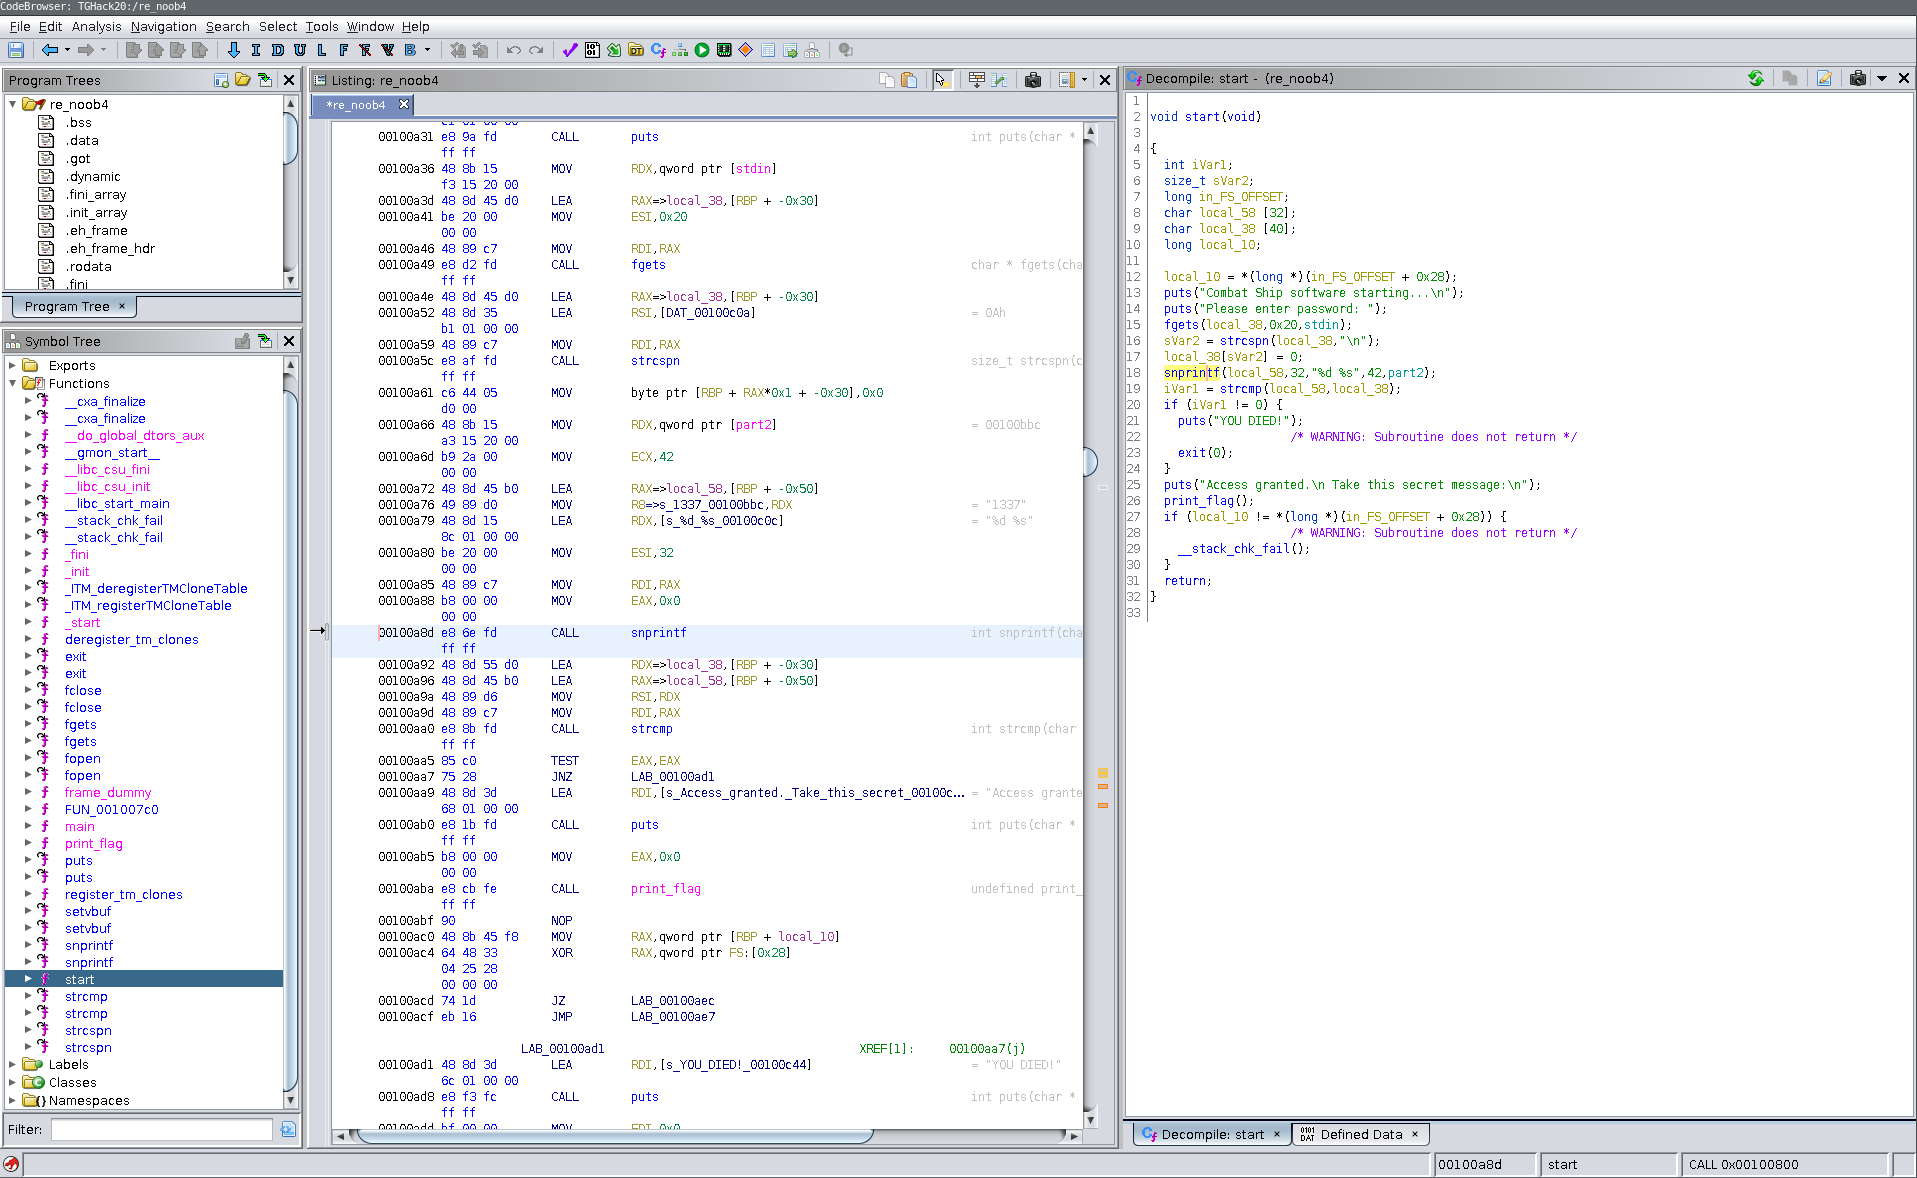 CodeBrowser: TGHack20:/re_noob4
File Edit Analysis Navigation Search Select Tools Window Help
Program Trees
re_noob4
.bss
.data
.got
.dynamic
.fini_array
.init_array
.eh_frame
.eh_frame_hdr
.rodata
.fini
Program Tree ×
Symbol Tree
Exports
Functions
__cxa_finalize
__cxa_finalize
__do_global_dtors_aux
__gmon_start__
__libc_csu_fini
__libc_csu_init
__libc_start_main
__stack_chk_fail
__stack_chk_fail
_fini
_init
_ITM_deregisterTMCloneTable
_ITM_registerTMCloneTable
_start
deregister_tm_clones
exit
exit
fclose
fclose
fgets
fgets
fopen
fopen
frame_dummy
FUN_001007c0
main
print_flag
puts
puts
register_tm_clones
setvbuf
setvbuf
snprintf
snprintf
start
strcmp
strcmp
strcspn
strcspn
Labels
Classes
Namespaces
Filter:
Listing: re_noob4
*re_noob4
00100a31 e8 9a fd CALL puts int puts(char *
ff ff
00100a36 48 8b 15 MOV RDX,qword ptr [stdin]
f3 15 20 00
00100a3d 48 8d 45 d0 LEA RAX=>local_38,[RBP + -0x30]
00100a41 be 20 00 MOV ESI,0x20
00 00
00100a46 48 89 c7 MOV RDI,RAX
00100a49 e8 d2 fd CALL fgets char * fgets(cha
ff ff
00100a4e 48 8d 45 d0 LEA RAX=>local_38,[RBP + -0x30]
00100a52 48 8d 35 LEA RSI,[DAT_00100c0a] = 0Ah
b1 01 00 00
00100a59 48 89 c7 MOV RDI,RAX
00100a5c e8 af fd CALL strcspn size_t strcspn(c
ff ff
00100a61 c6 44 05 MOV byte ptr [RBP + RAX*0x1 + -0x30],0x0
d0 00
00100a66 48 8b 15 MOV RDX,qword ptr [part2] = 00100bbc
a3 15 20 00
00100a6d b9 2a 00 MOV ECX,42
00 00
00100a72 48 8d 45 b0 LEA RAX=>local_58,[RBP + -0x50]
00100a76 49 89 d0 MOV R8=>s_1337_00100bbc,RDX = "1337"
00100a79 48 8d 15 LEA RDX,[s_%d_%s_00100c0c] = "%d %s"
8c 01 00 00
00100a80 be 20 00 MOV ESI,32
00 00
00100a85 48 89 c7 MOV RDI,RAX
00100a88 b8 00 00 MOV EAX,0x0
00 00
00100a8d e8 6e fd CALL snprintf int snprintf(cha
ff ff
00100a92 48 8d 55 d0 LEA RDX=>local_38,[RBP + -0x30]
00100a96 48 8d 45 b0 LEA RAX=>local_58,[RBP + -0x50]
00100a9a 48 89 d6 MOV RSI,RDX
00100a9d 48 89 c7 MOV RDI,RAX
00100aa0 e8 8b fd CALL strcmp int strcmp(char
ff ff
00100aa5 85 c0 TEST EAX,EAX
00100aa7 75 28 JNZ LAB_00100ad1
00100aa9 48 8d 3d LEA RDI,[s_Access_granted._Take_this_secret_00100c... = "Access grante
68 01 00 00
00100ab0 e8 1b fd CALL puts int puts(char *
ff ff
00100ab5 b8 00 00 MOV EAX,0x0
00 00
00100aba e8 cb fe CALL print_flag undefined print_
ff ff
00100abf 90 NOP
00100ac0 48 8b 45 f8 MOV RAX,qword ptr [RBP + local_10]
00100ac4 64 48 33 XOR RAX,qword ptr FS:[0x28]
04 25 28
00 00 00
00100acd 74 1d JZ LAB_00100aec
00100acf eb 16 JMP LAB_00100ae7
LAB_00100ad1 XREF[1]: 00100aa7(j)
00100ad1 48 8d 3d LEA RDI,[s_YOU_DIED!_00100c44] = "YOU DIED!"
6c 01 00 00
00100ad8 e8 f3 fc CALL puts int puts(char *
ff ff
00100add bf 00 00 MOV EDI,0x0
Decompile: start - (re_noob4)
1
2 void start(void)
3
4 {
5 int iVar1;
6 size_t sVar2;
7 long in_FS_OFFSET;
8 char local_58 [32];
9 char local_38 [40];
10 long local_10;
11
12 local_10 = *(long *)(in_FS_OFFSET + 0x28);
13 puts("Combat Ship software starting...\n");
14 puts("Please enter password: ");
15 fgets(local_38,0x20,stdin);
16 sVar2 = strcspn(local_38,"\n");
17 local_38[sVar2] = 0;
18 snprintf(local_58,32,"%d %s",42,part2);
19 iVar1 = strcmp(local_58,local_38);
20 if (iVar1 != 0) {
21 puts("YOU DIED!");
22 /* WARNING: Subroutine does not return */
23 exit(0);
24 }
25 puts("Access granted.\n Take this secret message:\n");
26 print_flag();
27 if (local_10 != *(long *)(in_FS_OFFSET + 0x28)) {
28 /* WARNING: Subroutine does not return */
29 __stack_chk_fail();
30 }
31 return;
32 }
33
Decompile: start × Defined Data ×
00100a8d start CALL 0x00100800